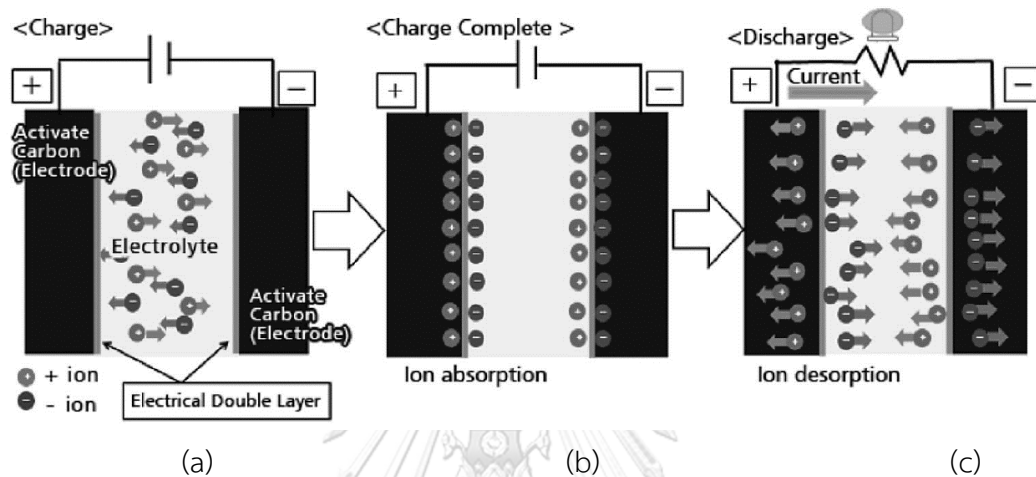 <Charge>
+
−
Activate
Carbon
(Electrode)
Electrolyte
Activate
Carbon
(Electrode)
+ ion
- ion
Electrical Double Layer
(a)
<Charge Complete >
+
−
Ion absorption
(b)
<Discharge>
+
−
Current
Ion desorption
(c)